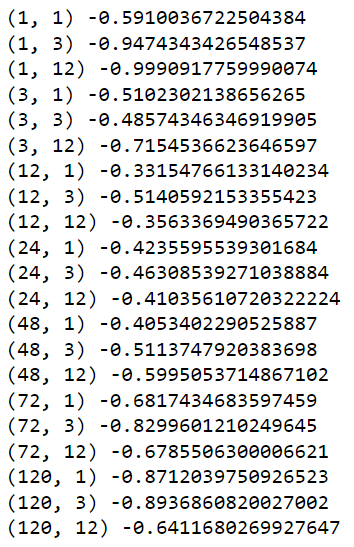 (1, 1) -0.5910036722504384
(1, 3) -0.9474343426548537
(1, 12) -0.9990917759990074
(3, 1) -0.5102302138656265
(3, 3) -0.48574346346919905
(3, 12) -0.7154536623646597
(12, 1) -0.33154766133140234
(12, 3) -0.5140592153355423
(12, 12) -0.3563369490365722
(24, 1) -0.4235595539301684
(24, 3) -0.46308539271038884
(24, 12) -0.41035610720322224
(48, 1) -0.4053402290525887
(48, 3) -0.5113747920383698
(48, 12) -0.5995053714867102
(72, 1) -0.6817434683597459
(72, 3) -0.8299601210249645
(72, 12) -0.6785506300006621
(120, 1) -0.8712039750926523
(120, 3) -0.8936860820027002
(120, 12) -0.6411680269927647